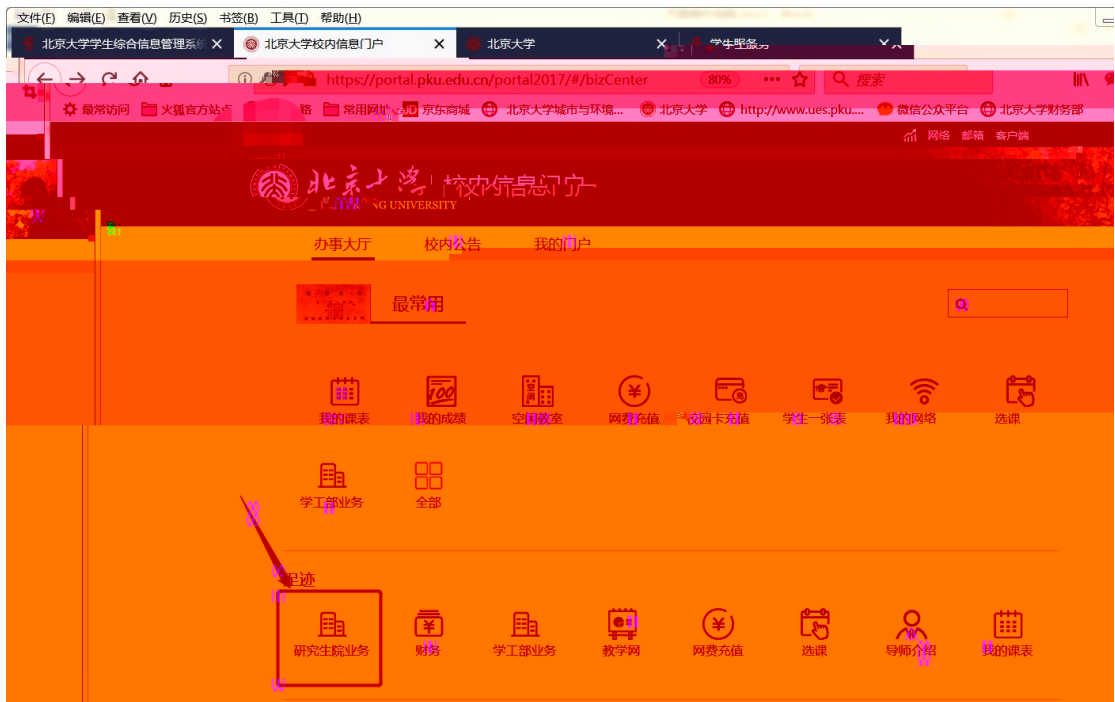 文件(F) 编辑(E) 查看(V) 历史(S) 书签(B) 工具(T) 帮助(H)
北京大学学生综合信息管理系统 北京大学校内信息门户 北京大学
https://portal.pku.edu.cn/portal2017/#/bizCenter 80% 搜索
最常访问 火狐官方站点 常用网址 京东商城 北京大学城市与环境... 北京大学 http://www.ues.pku.... 微信公众平台 北京大学财务部
网络 邮箱 客户端
北京大学 校内信息门户
NG UNIVERSITY
办事大厅 校内公告 我的门户
最常用
我的课表 我的成绩 空闲教室 网费充值 校园卡充值 学生一张表 我的网络 选课
学工部业务 全部
足迹
研究生院业务 财务 学工部业务 教学网 网费充值 选课 导师介绍 我的课表